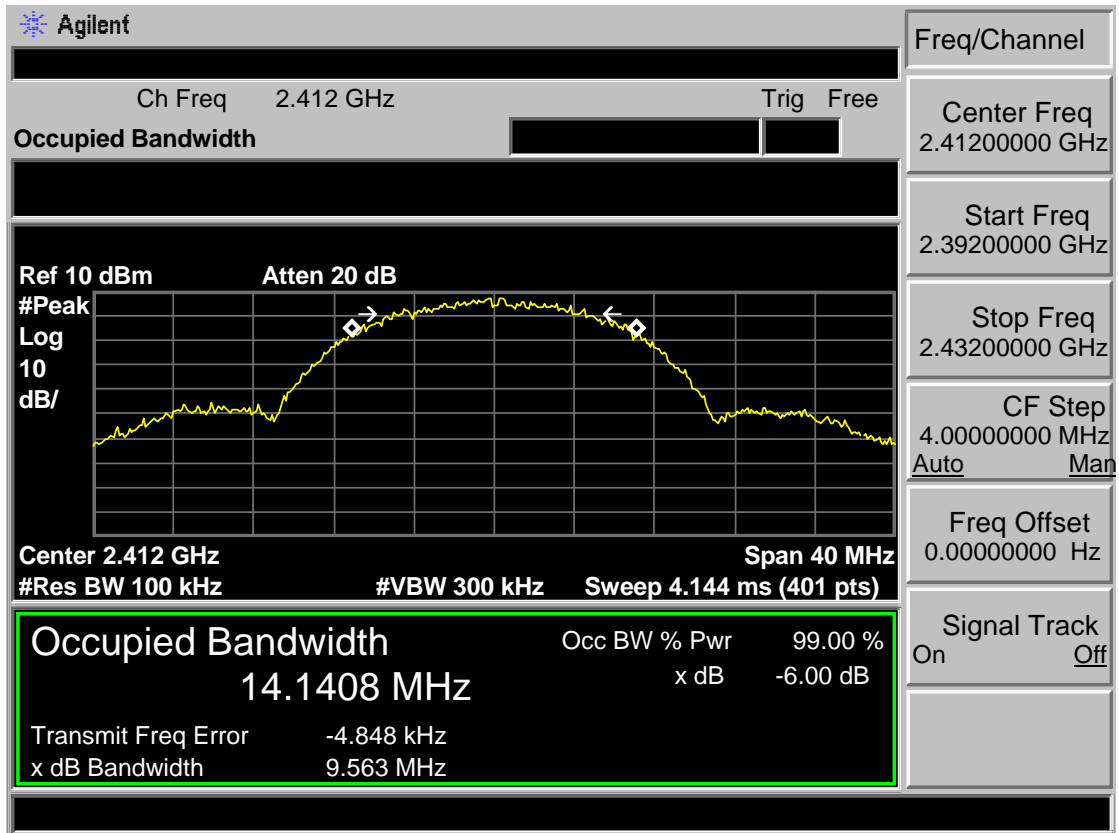 Agilent
Freq/Channel
Ch Freq 2.412 GHz Trig Free
Occupied Bandwidth
Center Freq
2.41200000 GHz
Start Freq
2.39200000 GHz
Stop Freq
2.43200000 GHz
CF Step
4.00000000 MHz
Auto Man
Freq Offset
0.00000000 Hz
Signal Track
On Off
Ref 10 dBm Atten 20 dB
#Peak
Log
10
dB/
Center 2.412 GHz Span 40 MHz
#Res BW 100 kHz #VBW 300 kHz Sweep 4.144 ms (401 pts)
Occupied Bandwidth
14.1408 MHz
Occ BW % Pwr 99.00 %
x dB -6.00 dB
Transmit Freq Error -4.848 kHz
x dB Bandwidth 9.563 MHz